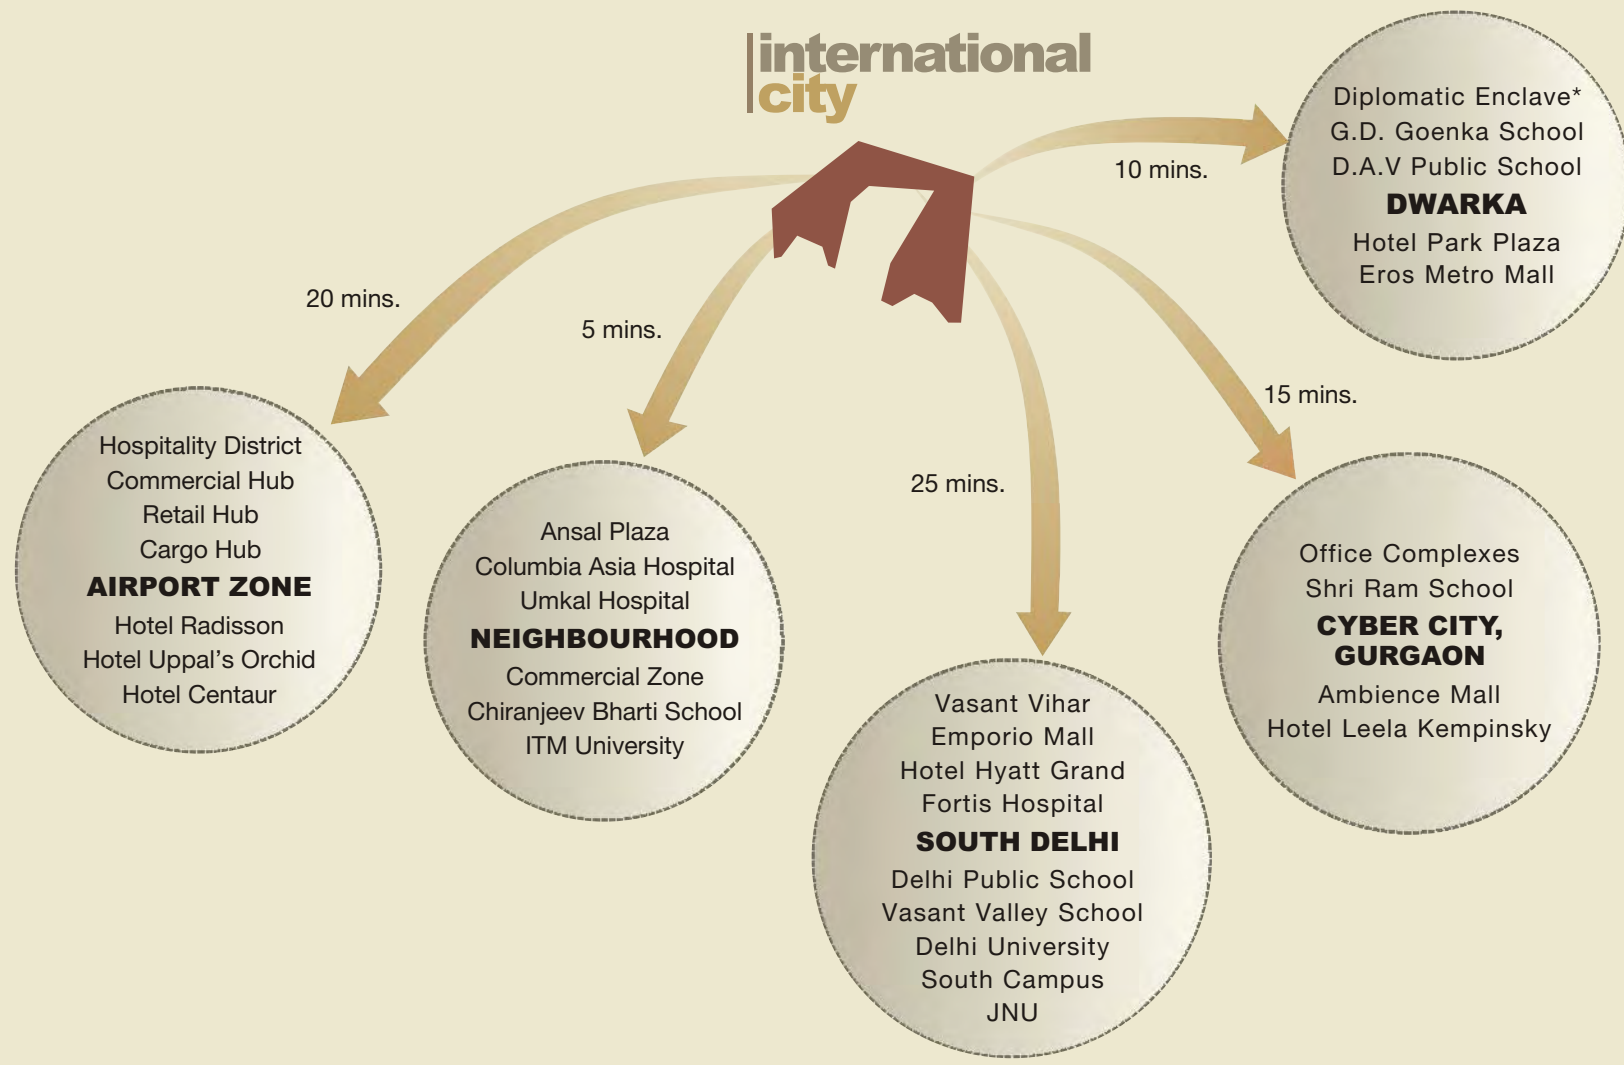 international
city
20 mins.
Hospitality District
Commercial Hub
Retail Hub
Cargo Hub
AIRPORT ZONE
Hotel Radisson
Hotel Uppal's Orchid
Hotel Centaur
5 mins.
Ansal Plaza
Columbia Asia Hospital
Umkal Hospital
NEIGHBOURHOOD
Commercial Zone
Chiranjeev Bharti School
ITM University
25 mins.
Vasant Vihar
Emporio Mall
Hotel Hyatt Grand
Fortis Hospital
SOUTH DELHI
Delhi Public School
Vasant Valley School
Delhi University
South Campus
JNU
15 mins.
Office Complexes
Shri Ram School
CYBER CITY,
GURGAON
Ambience Mall
Hotel Leela Kempinsky
10 mins.
Diplomatic Enclave*
G.D. Goenka School
D.A.V Public School
DWARKA
Hotel Park Plaza
Eros Metro Mall